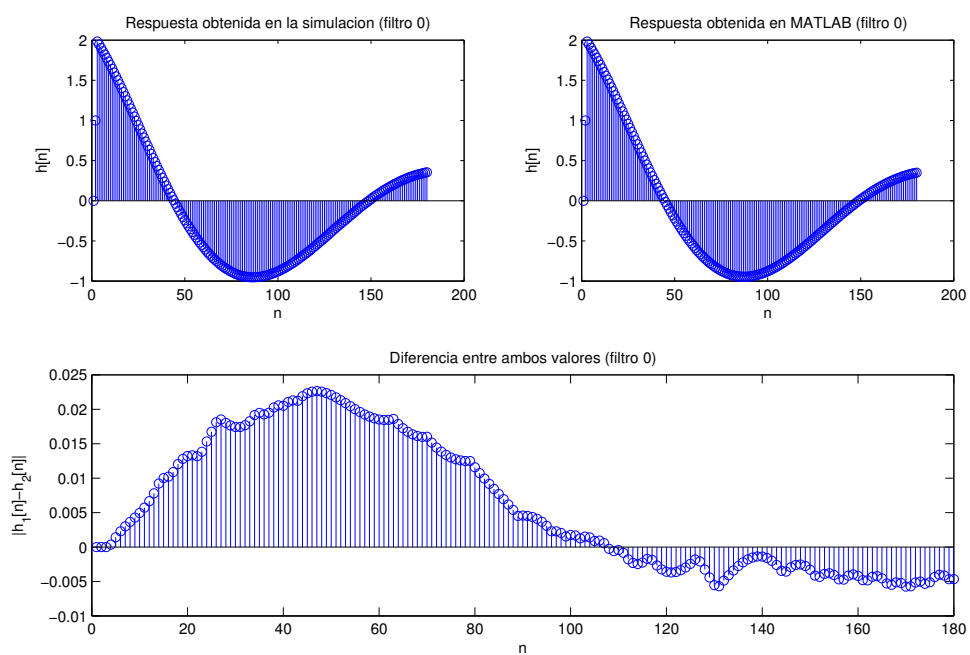 Respuesta obtenida en la simulacion (filtro 0)
2
1.5
1
0.5
0
−0.5
−1
h[n]
0 50 100 150 200
n
Respuesta obtenida en MATLAB (filtro 0)
2
1.5
1
0.5
0
−0.5
−1
h[n]
0 50 100 150 200
n
Diferencia entre ambos valores (filtro 0)
0.025
0.02
0.015
0.01
0.005
0
−0.005
−0.01
|h₁[n]−h₂[n]|
0 20 40 60 80 100 120 140 160 180
n